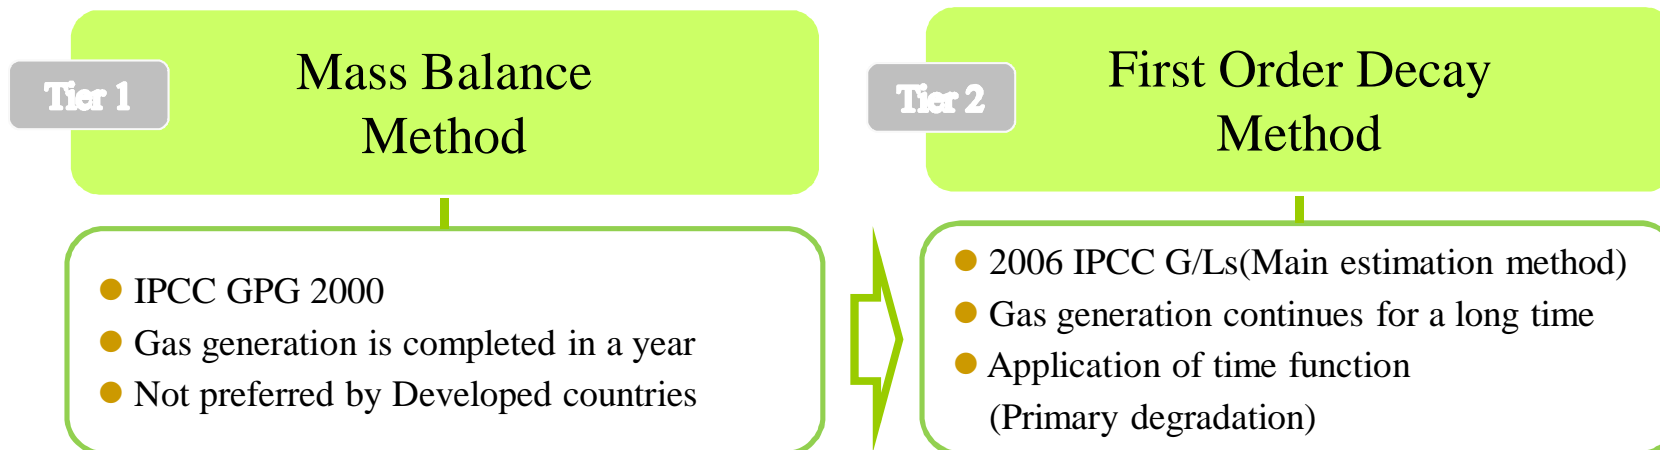 Tier 1
Mass Balance
Method
IPCC GPG 2000
Gas generation is completed in a year
Not preferred by Developed countries
Tier 2
First Order Decay
Method
2006 IPCC G/Ls(Main estimation method)
Gas generation continues for a long time
Application of time function
(Primary degradation)